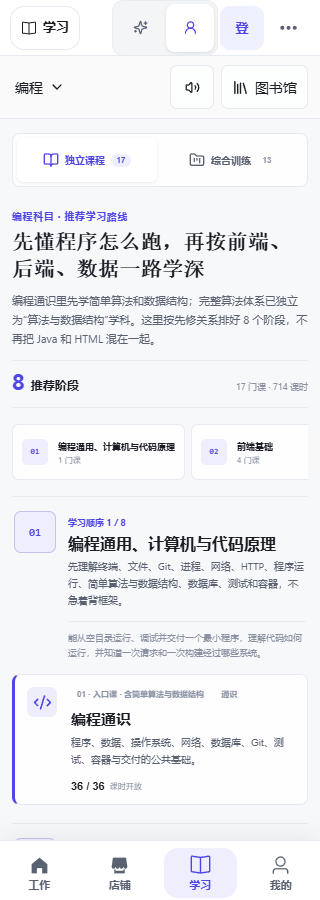 学习
登
编程
图书馆
独立课程 17
综合训练 13
编程科目 · 推荐学习路线
先懂程序怎么跑，再按前端、
后端、数据一路学深
编程通识里先学简单算法和数据结构；完整算法体系已独立
为“算法与数据结构”学科。这里按先修关系排好 8 个阶段，不
再把 Java 和 HTML 混在一起。
8 推荐阶段
17 门课 · 714 课时
01 编程通用、计算机与代码原理
1 门课
02 前端基础
4 门课
01
学习顺序 1 / 8
编程通用、计算机与代码原理
先理解终端、文件、Git、进程、网络、HTTP、程序运
行、简单算法与数据结构、数据库、测试和容器，不
急着背框架。
能从空目录运行、调试并交付一个最小程序，理解代码如何
运行，并知道一次请求和一次构建经过哪些系统。
01 · 入口课 · 含简单算法与数据结构 通识
编程通识
程序、数据、操作系统、网络、数据库、Git、测
试、容器与交付的公共基础。
36 / 36 课时开放
工作
店铺
学习
我的